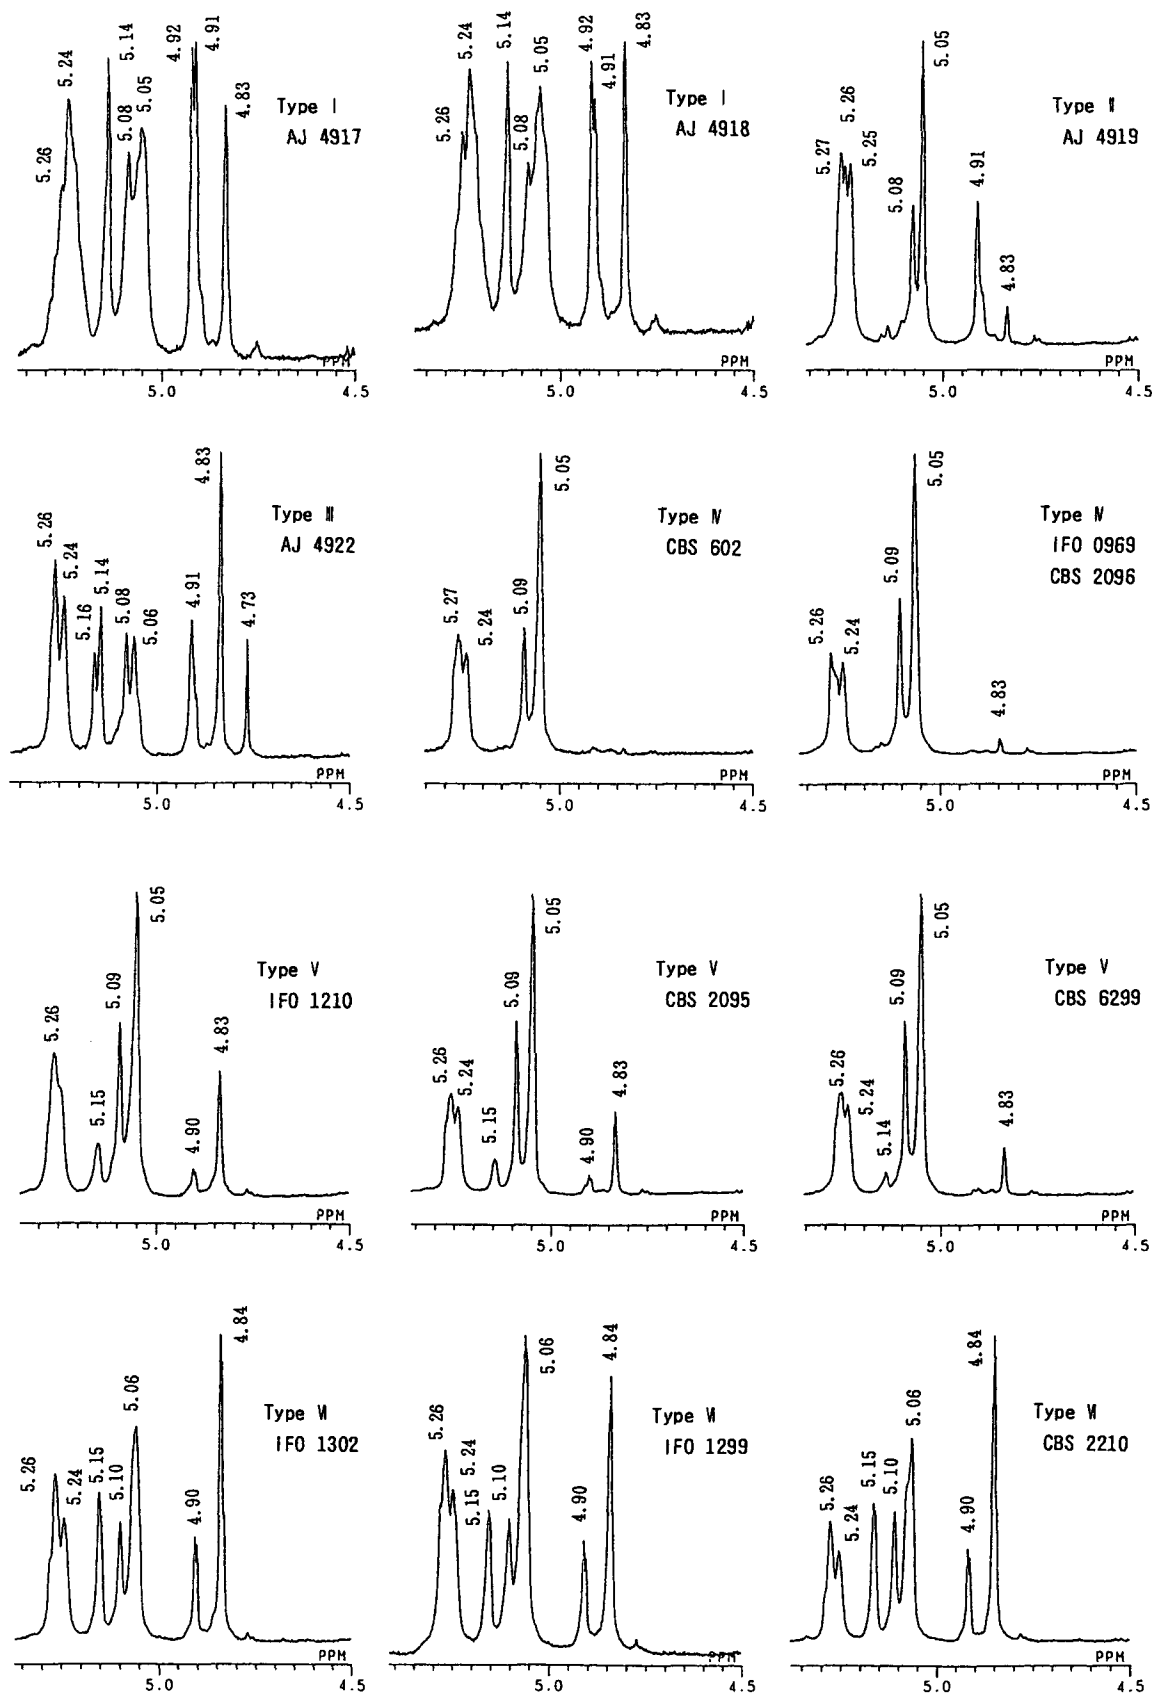 5.26
5.24
5.14
5.08
5.05
4.92
4.91
4.83
Type I
AJ 4917
PPM
5.0
4.5
5.26
5.24
5.14
5.08
5.05
4.92
4.91
4.83
Type I
AJ 4918
PPM
5.0
4.5
5.27
5.26
5.25
5.08
5.05
4.91
4.83
Type II
AJ 4919
PPM
5.0
4.5
5.26
5.24
5.16
5.14
5.08
5.06
4.91
4.83
4.73
Type III
AJ 4922
PPM
5.0
4.5
5.27
5.24
5.09
5.05
Type IV
CBS 602
PPM
5.0
4.5
5.26
5.24
5.09
5.05
4.83
Type IV
IFO 0969
CBS 2096
PPM
5.0
4.5
5.26
5.15
5.09
5.05
4.90
4.83
Type V
IFO 1210
PPM
5.0
4.5
5.26
5.24
5.15
5.09
5.05
4.90
4.83
Type V
CBS 2095
PPM
5.0
4.5
5.26
5.24
5.14
5.09
5.05
4.83
Type V
CBS 6299
PPM
5.0
4.5
5.26
5.24
5.15
5.10
5.06
4.90
4.84
Type VI
IFO 1302
PPM
5.0
4.5
5.26
5.24
5.15
5.10
5.06
4.90
4.84
Type VI
IFO 1299
PPM
5.0
4.5
5.26
5.24
5.15
5.10
5.06
4.90
4.84
Type VI
CBS 2210
PPM
5.0
4.5